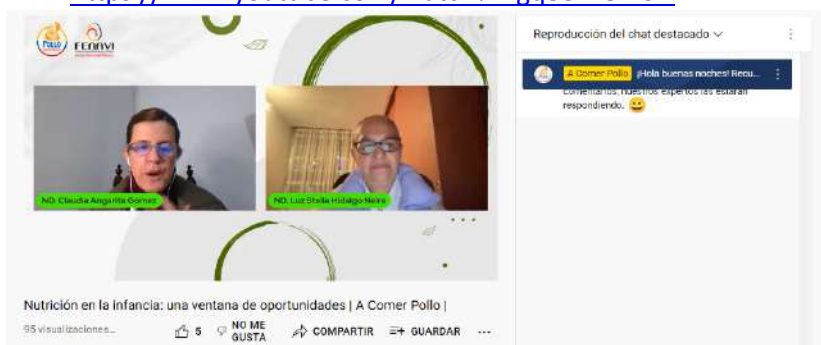 POLLO
FENAVI
Reproducción del chat destacado
A Comer Pollo ¡Hola buenas noches! Recu...
comentarios, nuestros expertos las estarán
respondiendo.
ND. Claudia Angarita Gómez
ND. Luz Stella Hidalgo Neira
Nutrición en la infancia: una ventana de oportunidades | A Comer Pollo |
95 visualizaciones...
5
NO ME
GUSTA
COMPARTIR
GUARDAR